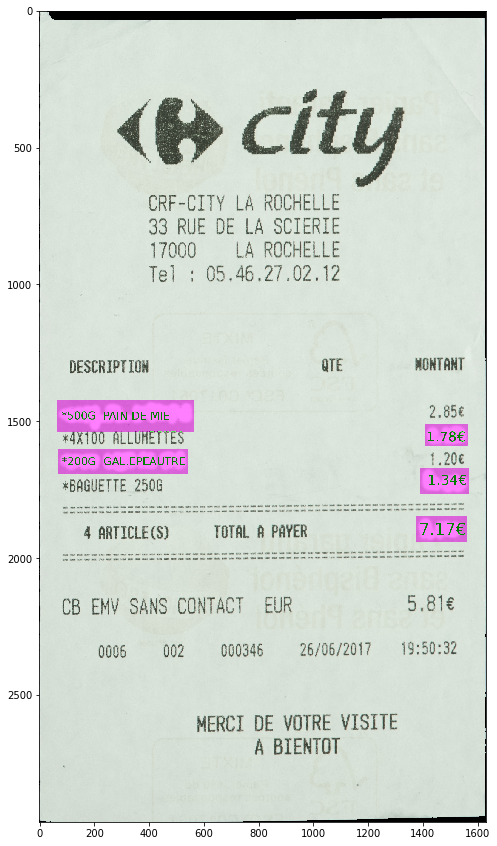 0
city
500
CRF-CITY LA ROCHELLE
33 RUE DE LA SCIERIE
17000 LA ROCHELLE
Tel : 05.46.27.02.12
1000
DESCRIPTION QTE MONTANT
*500G PAIN DE MIE 2.85€
1500
*4X100 ALLUMETTES 1.78€
*200G GAL.EPEAUTRE 1.20€
*BAGUETTE 250G 1.34€
4 ARTICLE(S) TOTAL A PAYER 7.17€
2000
CB EMV SANS CONTACT EUR 5.81€
0006 002 000346 26/06/2017 19:50:32
2500
MERCI DE VOTRE VISITE
A BIENTOT
0 200 400 600 800 1000 1200 1400 1600